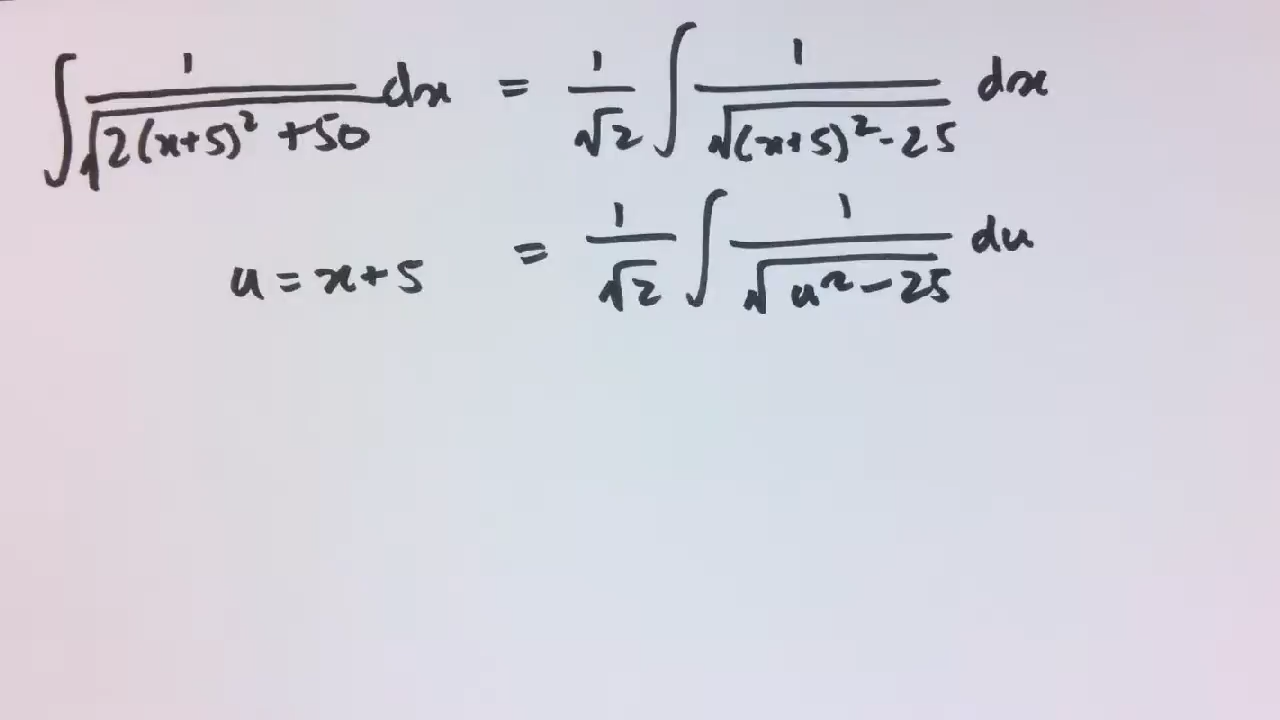 ∫ 1/√(2(x+5)² +50) dx = 1/√2 ∫ 1/√((x+5)² - 25) dx
u = x+5 = 1/√2 ∫ 1/√(u² - 25) du